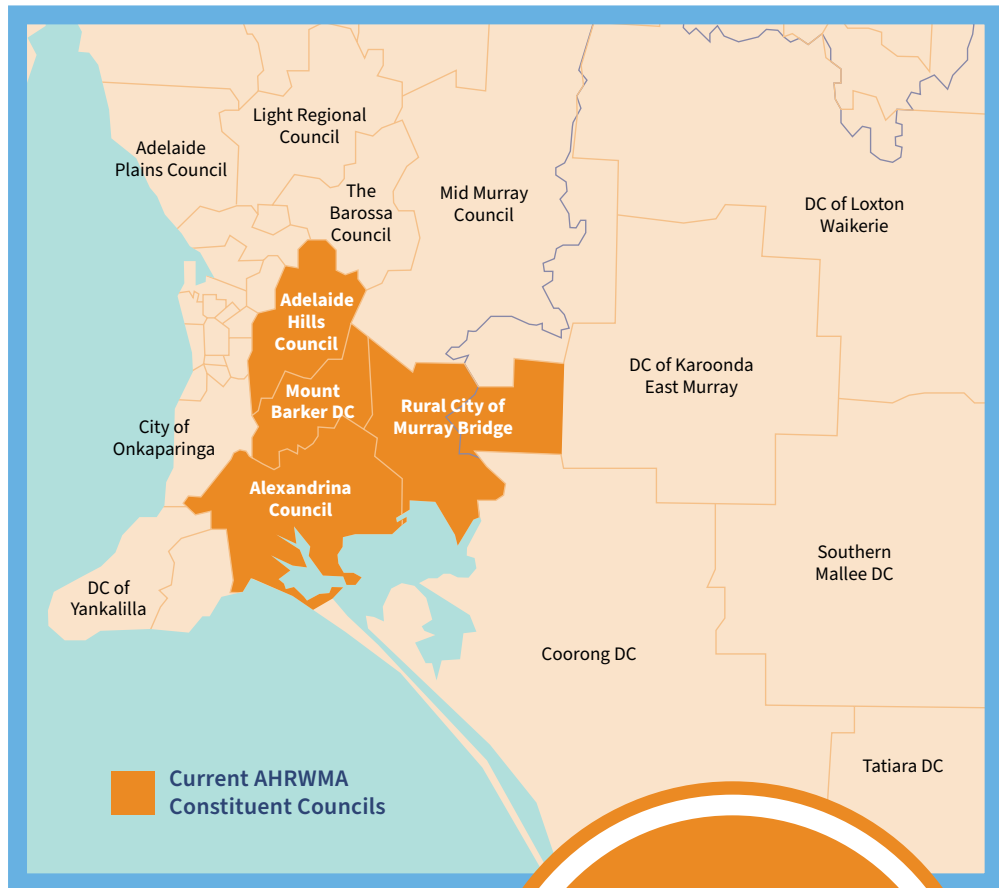 Light Regional
Council
Adelaide
Plains Council
The
Barossa
Council
Mid Murray
Council
DC of Loxton
Waikerie
Adelaide
Hills
Council
Mount
Barker DC
Rural City of
Murray Bridge
DC of Karoonda
East Murray
City of
Onkaparinga
Alexandrina
Council
DC of
Yankalilla
Southern
Mallee DC
Coorong DC
Tatiara DC
Current AHRWMA
Constituent Councils